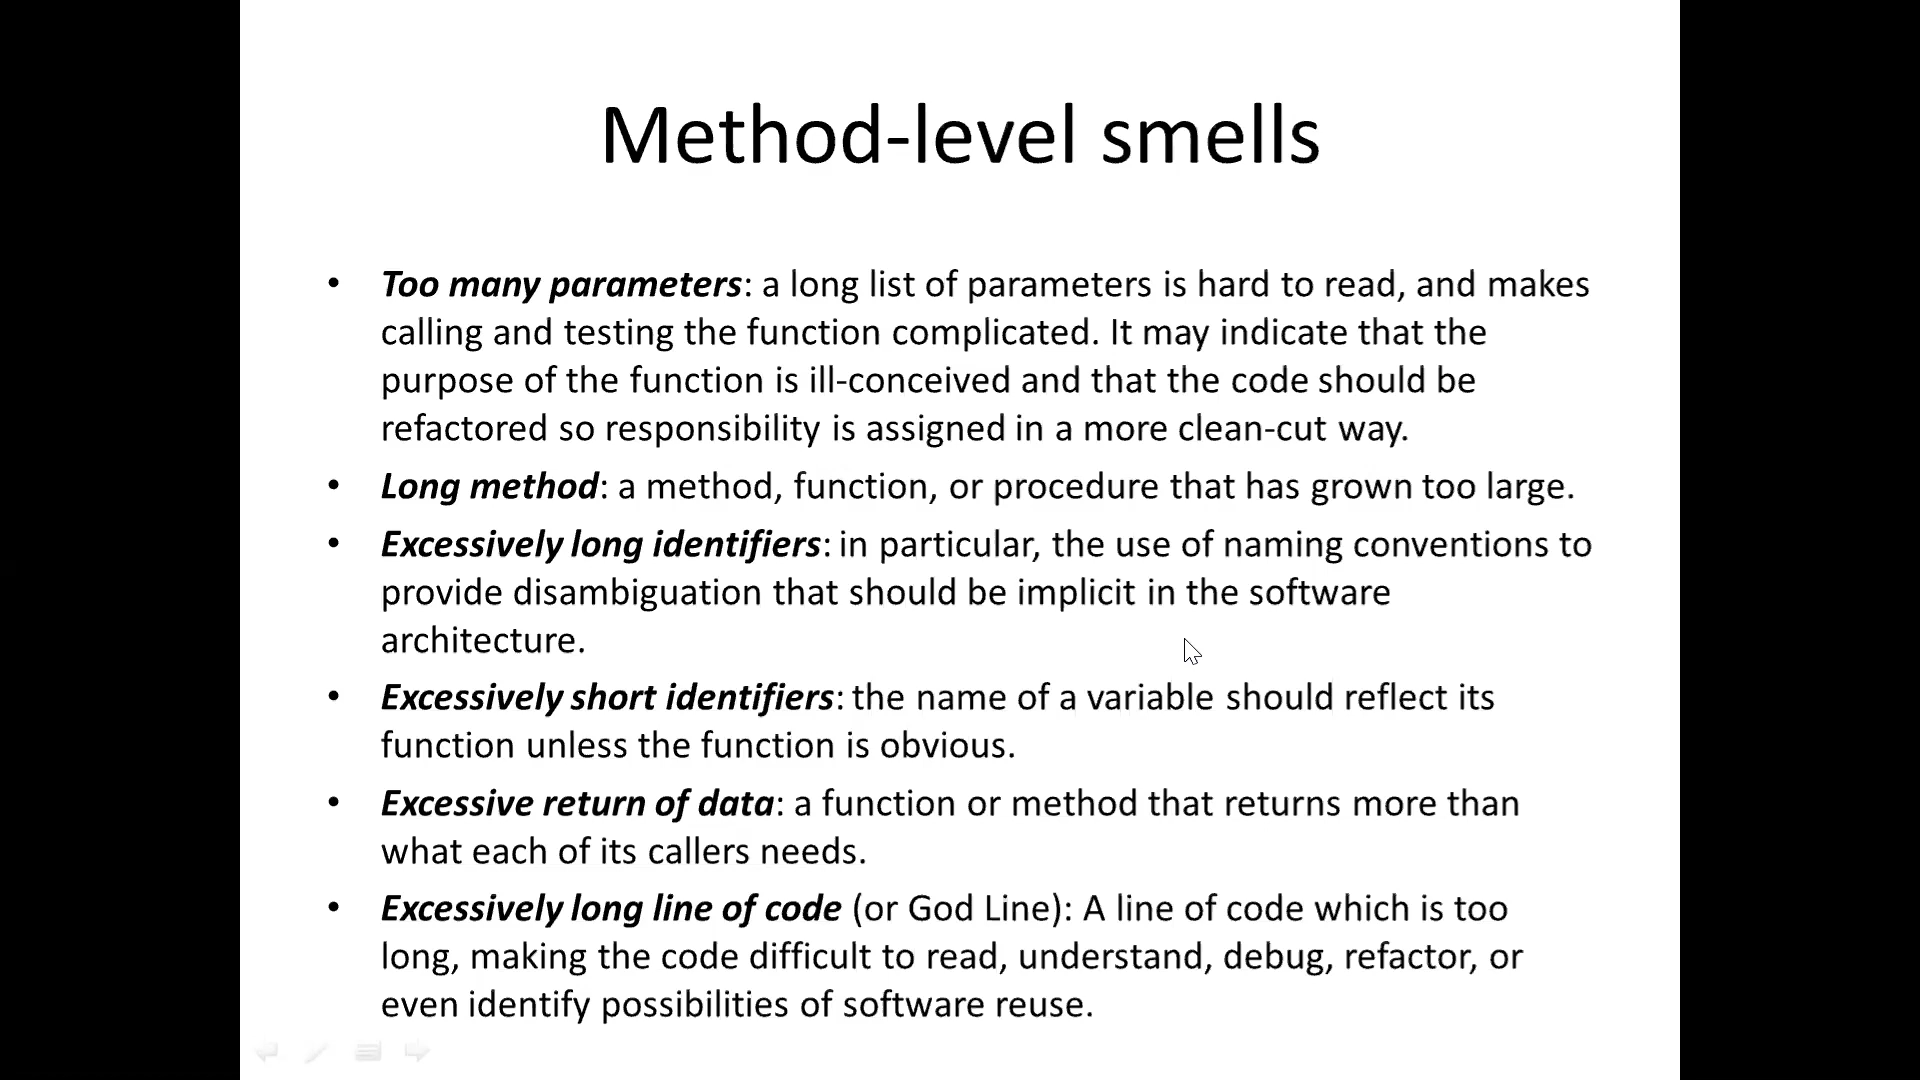 Method-level smells
• Too many parameters: a long list of parameters is hard to read, and makes
calling and testing the function complicated. It may indicate that the
purpose of the function is ill-conceived and that the code should be
refactored so responsibility is assigned in a more clean-cut way.
• Long method: a method, function, or procedure that has grown too large.
• Excessively long identifiers: in particular, the use of naming conventions to
provide disambiguation that should be implicit in the software
architecture.
• Excessively short identifiers: the name of a variable should reflect its
function unless the function is obvious.
• Excessive return of data: a function or method that returns more than
what each of its callers needs.
• Excessively long line of code (or God Line): A line of code which is too
long, making the code difficult to read, understand, debug, refactor, or
even identify possibilities of software reuse.